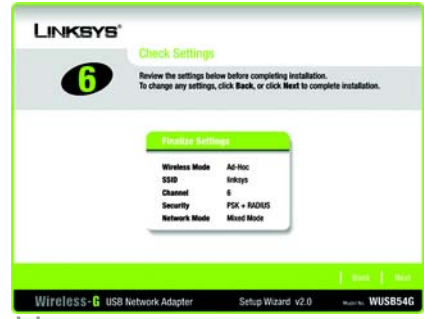 LINKSYS®
Check Settings
6
Review the settings below before completing installation.
To change any settings, click Back, or click Next to complete installation.
Finalize Settings
Wireless Mode Ad-Hoc
SSID linksys
Channel 6
Security PSK + RADIUS
Network Mode Mixed Mode
Back Next
Wireless-G USB Network Adapter Setup Wizard v2.0 Model No. WUSB54G